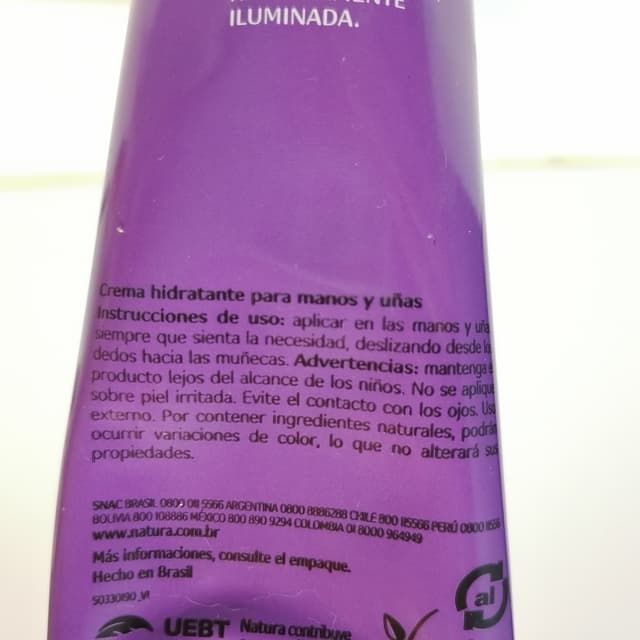 ILUMINADA.
Crema hidratante para manos y uñas
Instrucciones de uso: aplicar en las manos y uña
siempre que sienta la necesidad, deslizando desde lo
dedos hacia las muñecas. Advertencias: mantenga e
producto lejos del alcance de los niños. No se aplique
sobre piel irritada. Evite el contacto con los ojos. Uso
externo. Por contener ingredientes naturales, podrán
ocurrir variaciones de color, lo que no alterará sus
propiedades.
SNAC BRASIL 0800 011 5566 ARGENTINA 0800 8886288 CHILE 800 115566 PERÚ 0800
BOLIVIA 800 108886 MÉXICO 800 890 9294 COLOMBIA 01 8000 964949
www.natura.com.br
Más informaciones, consulte el empaque.
Hecho en Brasil
50330190_V1
al
UEBT Natura contribuye